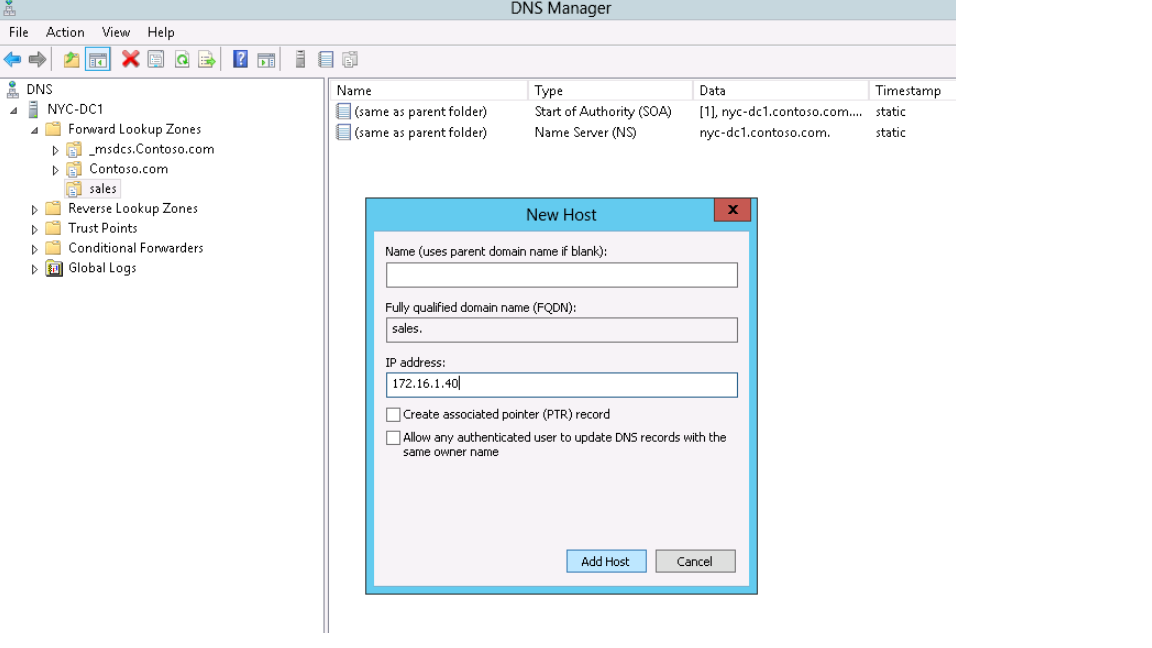 DNS Manager
File Action View Help
DNS
NYC-DC1
Forward Lookup Zones
_msdcs.Contoso.com
Contoso.com
sales
Reverse Lookup Zones
Trust Points
Conditional Forwarders
Global Logs
Name Type Data Timestamp
(same as parent folder) Start of Authority (SOA) [1], nyc-dc1.contoso.com.... static
(same as parent folder) Name Server (NS) nyc-dc1.contoso.com. static
New Host
x
Name (uses parent domain name if blank):
Fully qualified domain name (FQDN):
sales.
IP address:
172.16.1.40
Create associated pointer (PTR) record
Allow any authenticated user to update DNS records with the
same owner name
Add Host Cancel